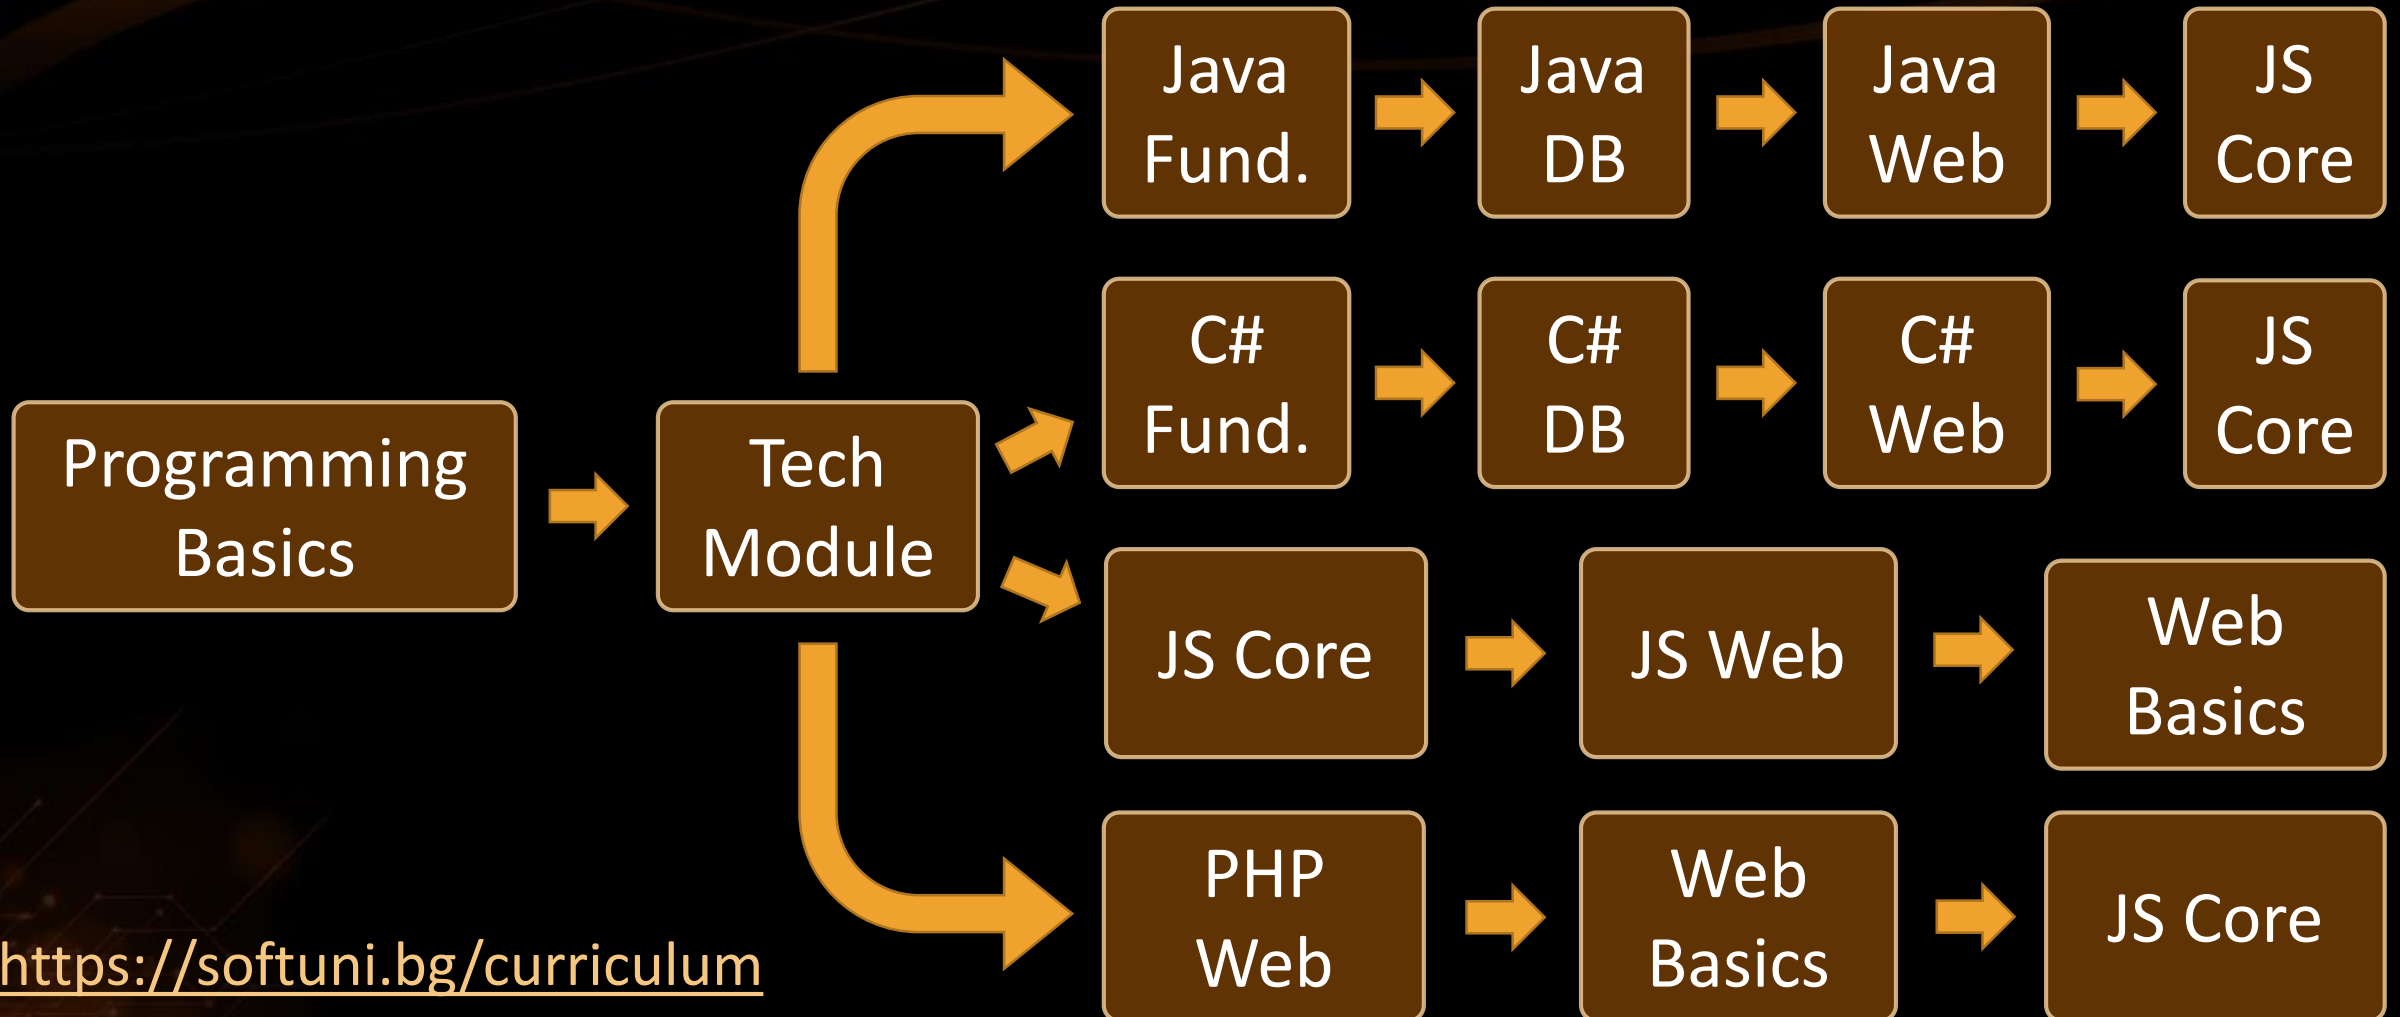 Programming
Basics
Tech
Module
Java
Fund.
Java
DB
Java
Web
JS
Core
C#
Fund.
C#
DB
C#
Web
JS
Core
JS Core
JS Web
Web
Basics
PHP
Web
Web
Basics
JS Core
https://softuni.bg/curriculum